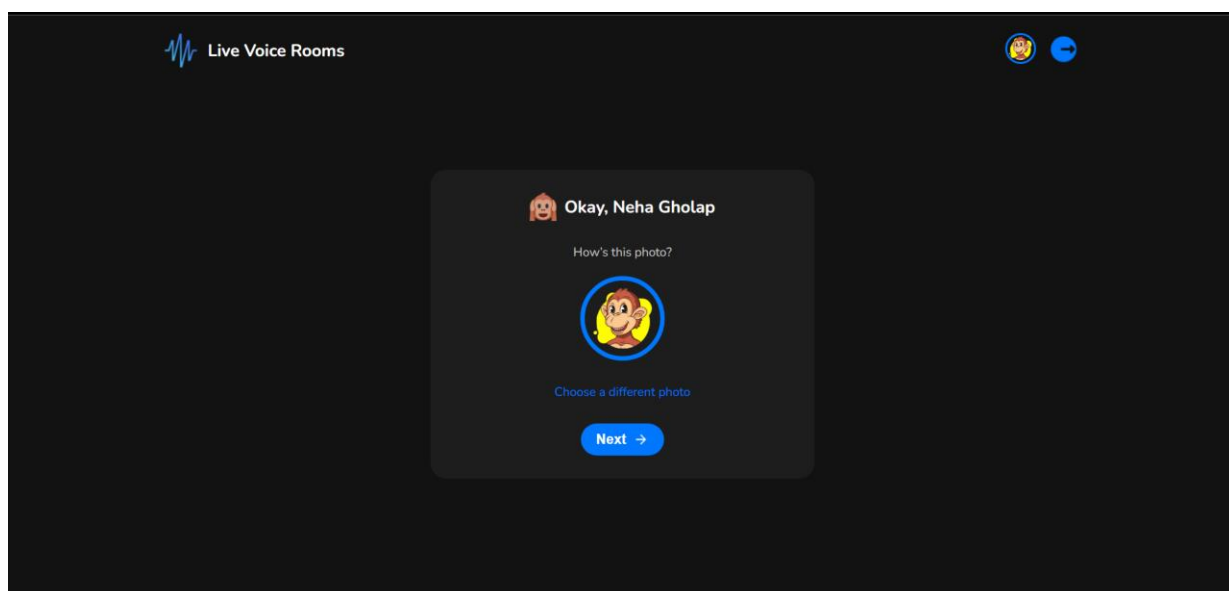 Live Voice Rooms
Okay, Neha Gholap
How's this photo?
Choose a different photo
Next →